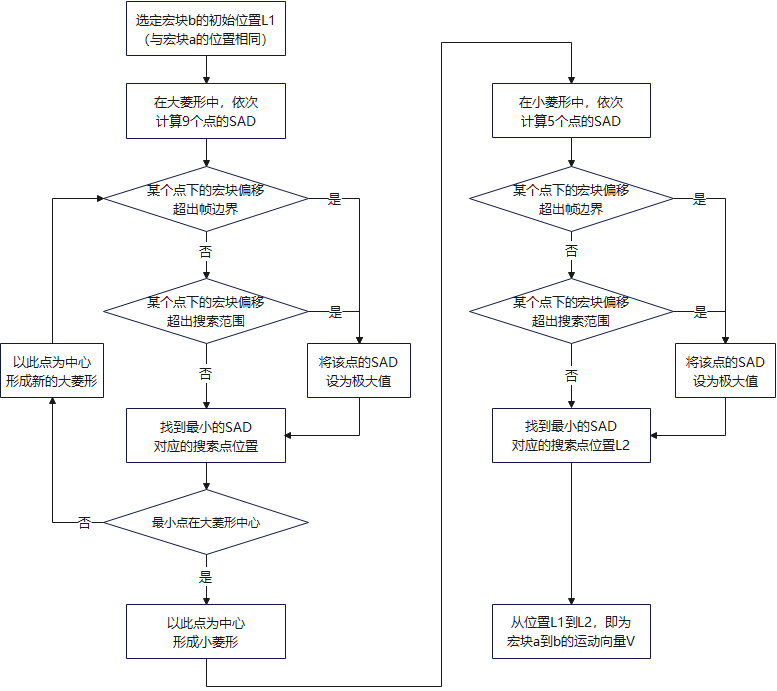 选定宏块b的初始位置L1
（与宏块a的位置相同）
在大菱形中，依次
计算9个点的SAD
某个点下的宏块偏移
超出帧边界
是
否
某个点下的宏块偏移
超出搜索范围
是
否
以此点为中心
形成新的大菱形
将该点的SAD
设为极大值
找到最小的SAD
对应的搜索点位置
最小点在大菱形中心
否
是
以此点为中心
形成小菱形
在小菱形中，依次
计算5个点的SAD
某个点下的宏块偏移
超出帧边界
是
否
某个点下的宏块偏移
超出搜索范围
是
否
将该点的SAD
设为极大值
找到最小的SAD
对应的搜索点位置L2
从位置L1到L2，即为
宏块a到b的运动向量V